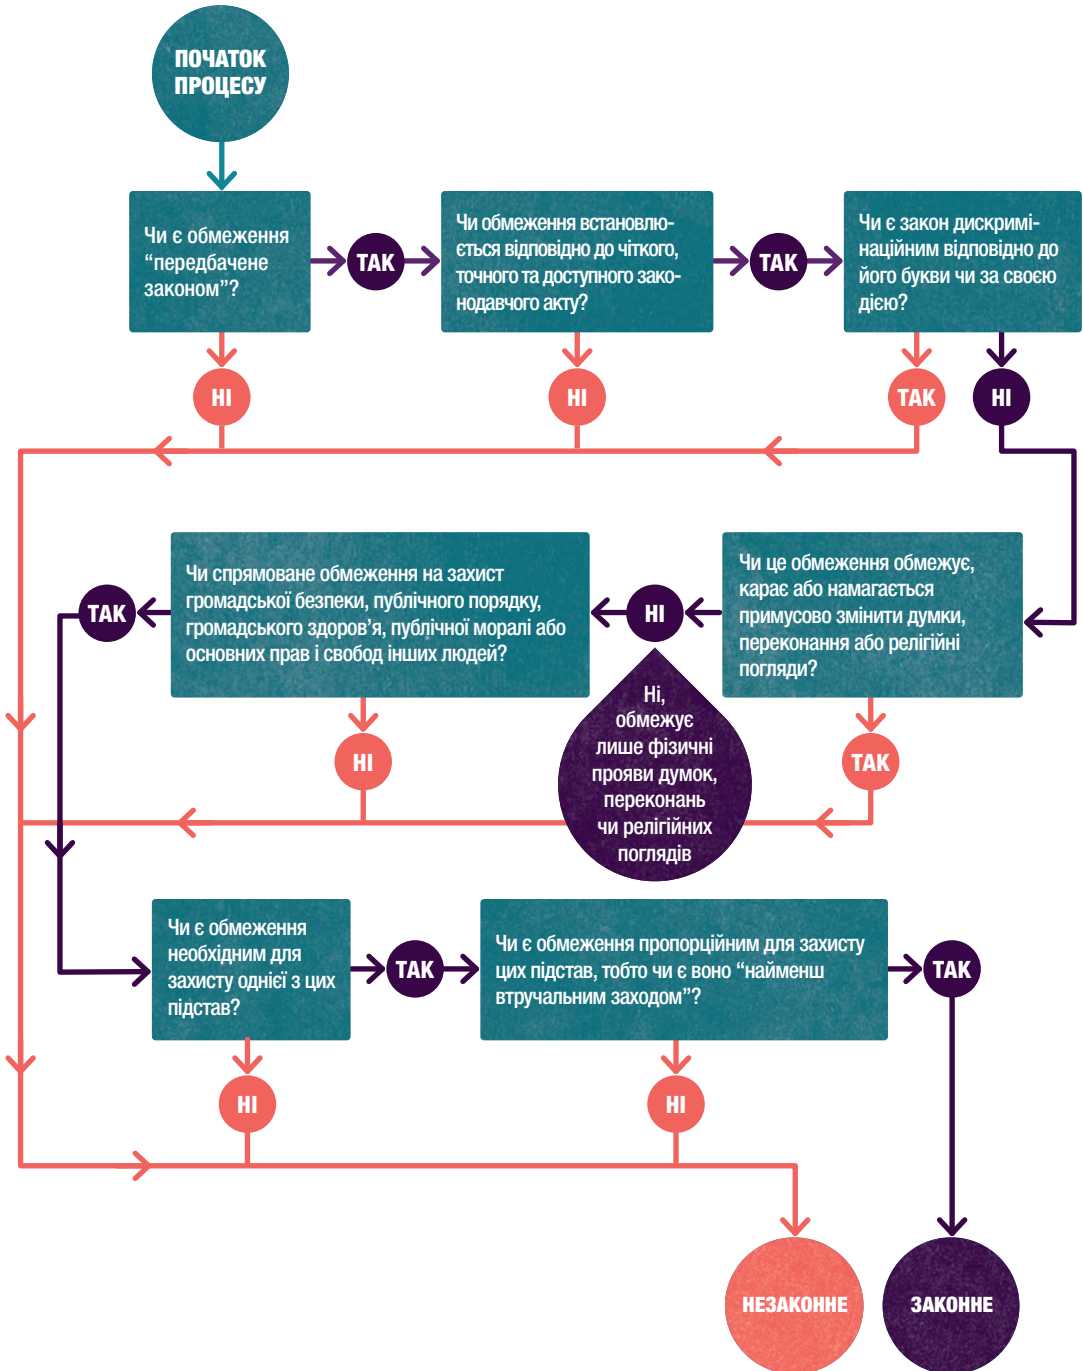 ПОЧАТОК
ПРОЦЕСУ
Чи є обмеження
“передбачене
законом”?
ТАК
Чи обмеження встановлю-
ється відповідно до чіткого,
точного та доступного зако-
нодавчого акту?
ТАК
Чи є закон дискримі-
наційним відповідно до
його букви чи за своєю
дією?
НІ
НІ
ТАК
НІ
Чи це обмеження обмежує,
карає або намагається
примусово змінити думки,
переконання або релігійні
погляди?
НІ
Ні,
обмежує
лише фізичні
прояви думок,
переконань
чи релігійних
поглядів
ТАК
Чи спрямоване обмеження на захист
громадської безпеки, публічного порядку,
громадського здоров’я, публічної моралі або
основних прав і свобод інших людей?
ТАК
НІ
Чи є обмеження
необхідним для
захисту однієї з цих
підстав?
ТАК
Чи є обмеження пропорційним для захисту
цих підстав, тобто чи є воно “найменш
втручальним заходом”?
ТАК
НІ
НІ
НЕЗАКОННЕ
ЗАКОННЕ